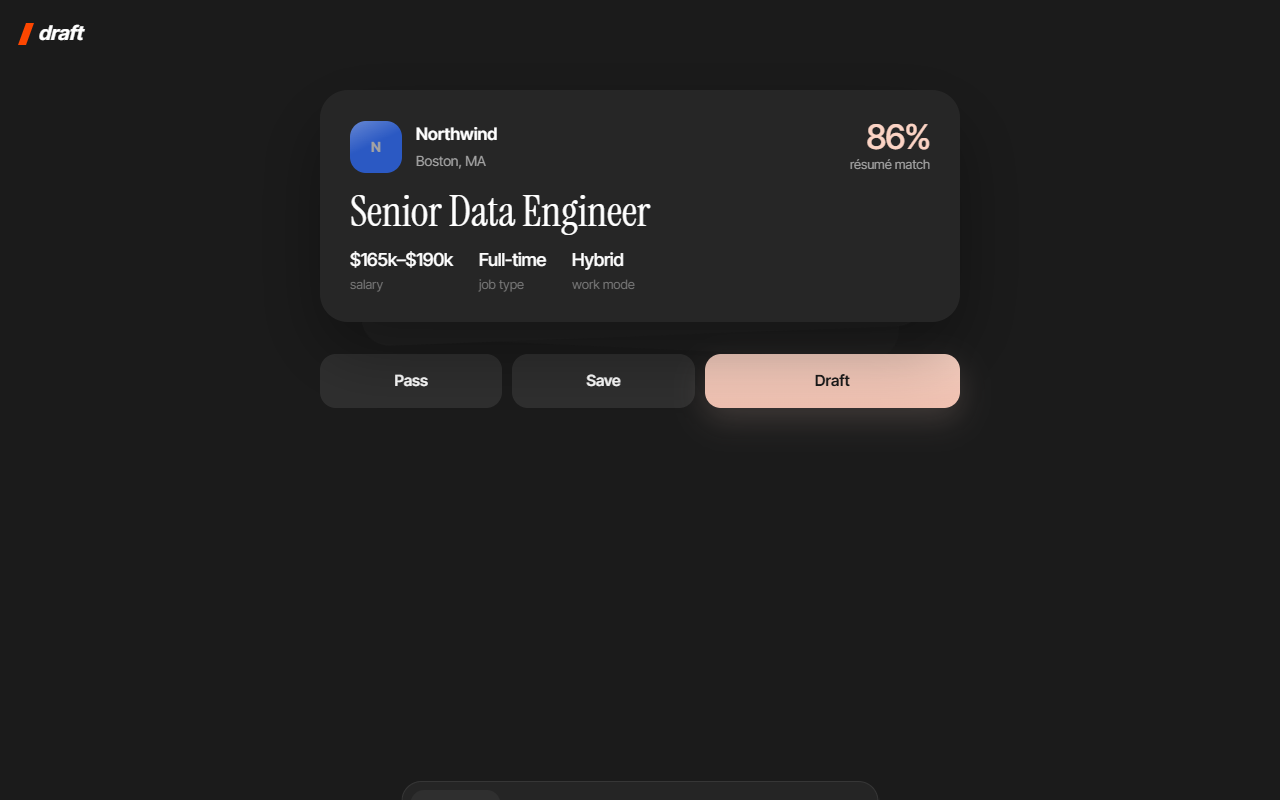 draft
N
Northwind
Boston, MA
86%
résumé match
Senior Data Engineer
$165k–$190k
Full-time
Hybrid
salary
job type
work mode
Pass
Save
Draft